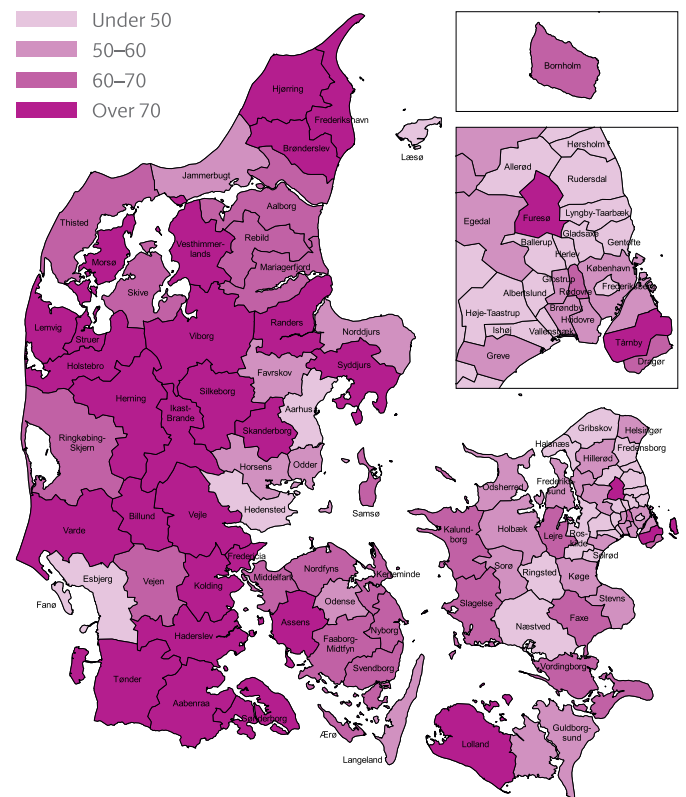 Under 50
50–60
60–70
Over 70
Bornholm
Hjørring
Frederikshavn
Brønderslev
Læsø
Jammerbugt
Thisted
Aalborg
Vesthimmer-
lands
Rebild
Morsø
Mariagerfjord
Skive
Lemvig
Struer
Viborg
Randers
Norddjurs
Holstebro
Favrskov
Syddjurs
Herning
Silkeborg
Ikast-
Brande
Aarhus
Skanderborg
Ringkøbing-
Skjern
Horsens
Odder
Hedensted
Samsø
Varde
Billund
Vejle
Fredericia
Esbjerg
Vejen
Kolding
Fanø
Haderslev
Tønder
Aabenraa
Sønderborg
Middelfart
Nordfyns
Kerteminde
Odense
Assens
Nyborg
Faaborg-
Midtfyn
Svendborg
Ærø
Langeland
Hørsholm
Allerød
Rudersdal
Egedal
Furesø
Lyngby-Taarbæk
Gladsaxe
Ballerup
Gentofte
Herlev
København
Glostrup
Rødovre
Frederiksberg
Albertslund
Brøndby
Høje-Taastrup
Hvidovre
Ishøj
Vallensbæk
Greve
Tårnby
Dragør
Gribskov
Helsingør
Halsnæs
Fredensborg
Hillerød
Frederiks-
sund
Odsherred
Kalund-
borg
Holbæk
Lejre
Ros-
kilde
Solrød
Sorø
Ringsted
Køge
Stevns
Slagelse
Næstved
Faxe
Vordingborg
Lolland
Guldborg-
sund